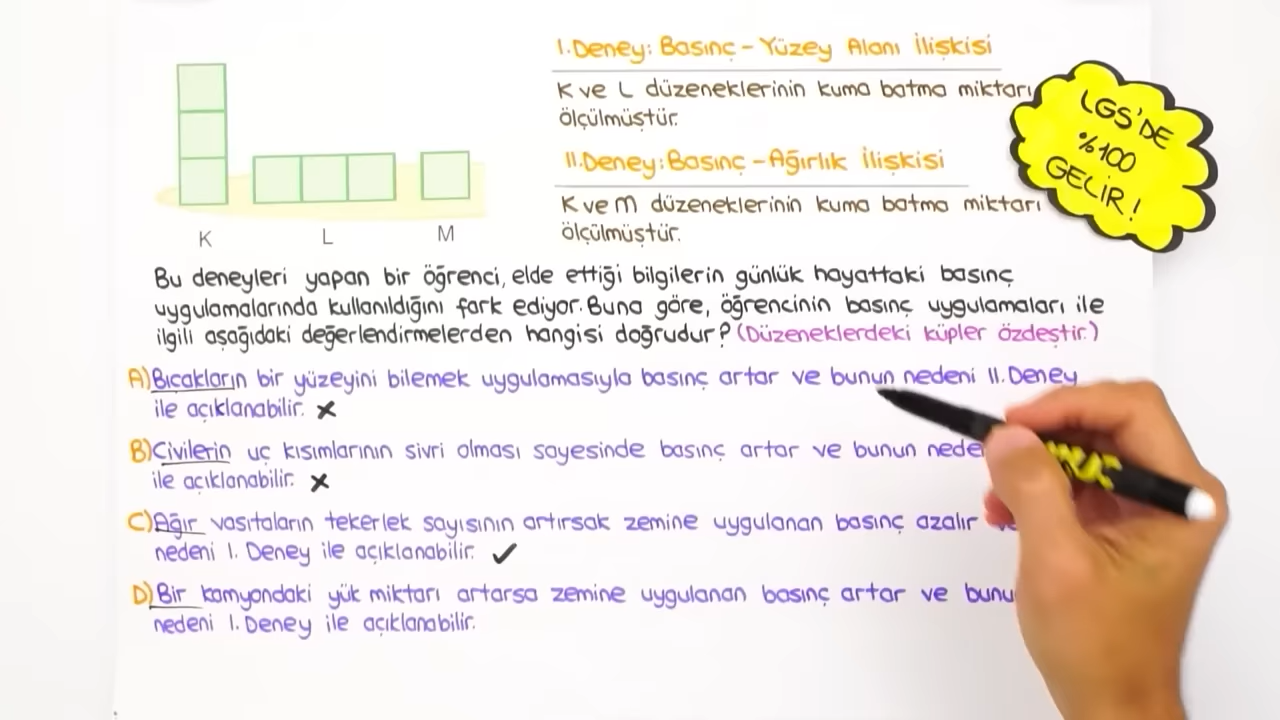 I.Deney: Basınç - Yüzey Alanı İlişkisi
K ve L düzeneklerinin kuma batma miktarı
ölçülmüştür.
II.Deney: Basınç - Ağırlık İlişkisi
K ve M düzeneklerinin kuma batma miktarı
ölçülmüştür.
LGS'DE
%100
GELİR!
K L M
Bu deneyleri yapan bir öğrenci, elde ettiği bilgilerin günlük hayattaki basınç
uygulamalarında kullanıldığını fark ediyor. Buna göre, öğrencinin basınç uygulamaları ile
ilgili aşağıdaki değerlendirmelerden hangisi doğrudur? (Düzeneklerdeki küpler özdeştir.)
A) Bıçakların bir yüzeyini bilemek uygulamasıyla basınç artar ve bunun nedeni II. Deney
ile açıklanabilir.
B) Çivilerin uç kısımlarının sivri olması sayesinde basınç artar ve bunun
ile açıklanabilir.
C) Ağır vasıtaların tekerlek sayısının artırsak zemine uygulanan basınç azalır
nedeni I. Deney ile açıklanabilir.
D) Bir kamyondaki yük miktarı artarsa zemine uygulanan basınç artar ve
nedeni I. Deney ile açıklanabilir.